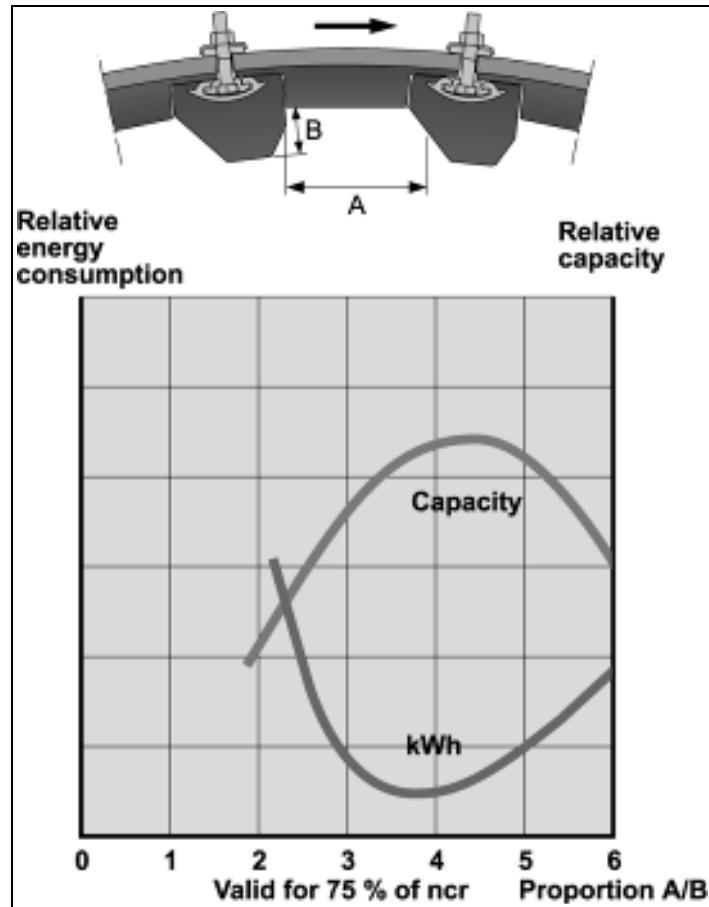 B
A
Relative
energy
consumption
Relative
capacity
Capacity
kWh
0 1 2 3 4 5 6
Valid for 75 % of ncr Proportion A/B